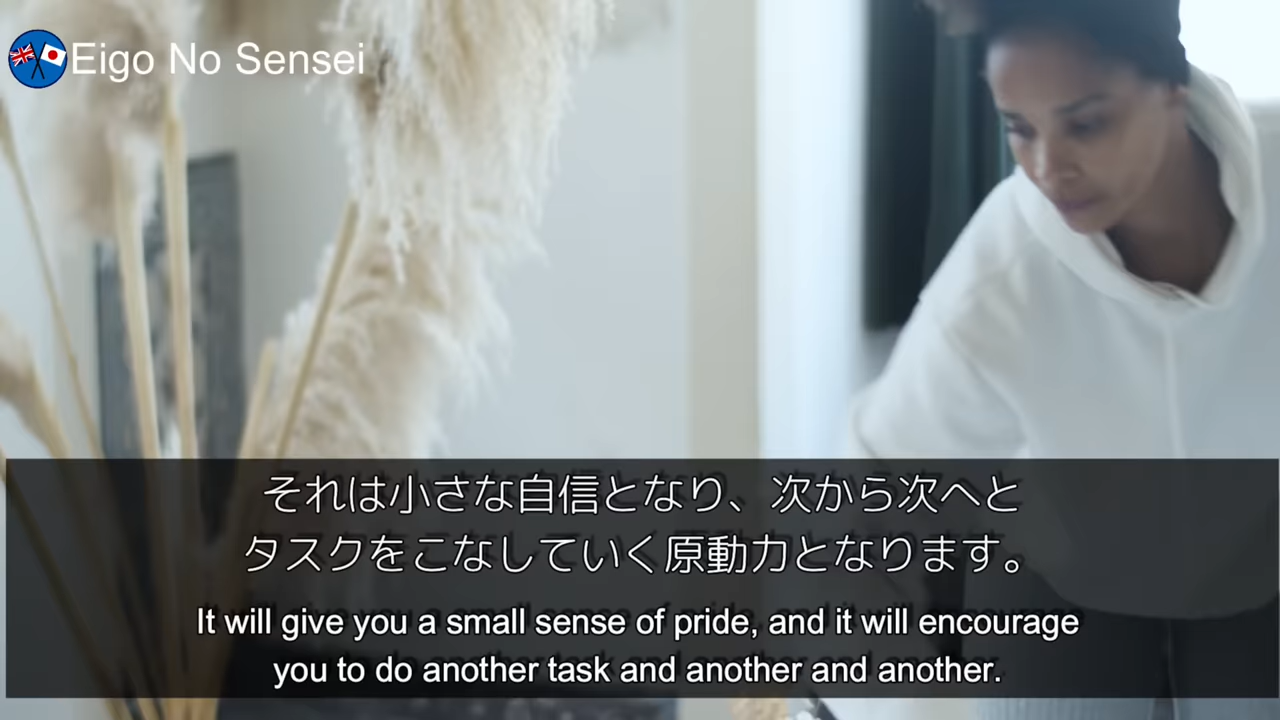 Eigo No Sensei
それは小さな自信となり、次から次へと
タスクをこなしていく原動力となります。
It will give you a small sense of pride, and it will encourage
you to do another task and another and another.